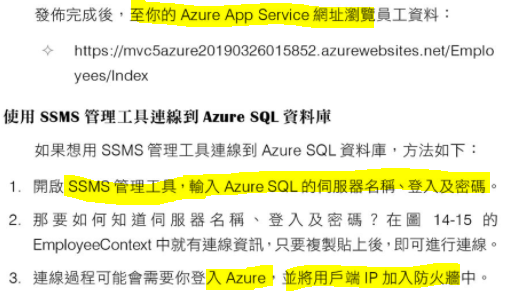 發佈完成後，至你的 Azure App Service 網址瀏覽員工資料：
✧ https://mvc5azure20190326015852.azurewebsites.net/Emplo
yees/Index
使用 SSMS 管理工具連線到 Azure SQL 資料庫
如果想用 SSMS 管理工具連線到 Azure SQL 資料庫，方法如下：
1. 開啟 SSMS 管理工具，輸入 Azure SQL 的伺服器名稱、登入及密碼。
2. 那要如何知道伺服器名稱、登入及密碼？在圖 14-15 的
EmployeeContext 中就有連線資訊，只要複製貼上後，即可進行連線。
3. 連線過程可能會需要你登入 Azure，並將用戶端 IP 加入防火牆中。